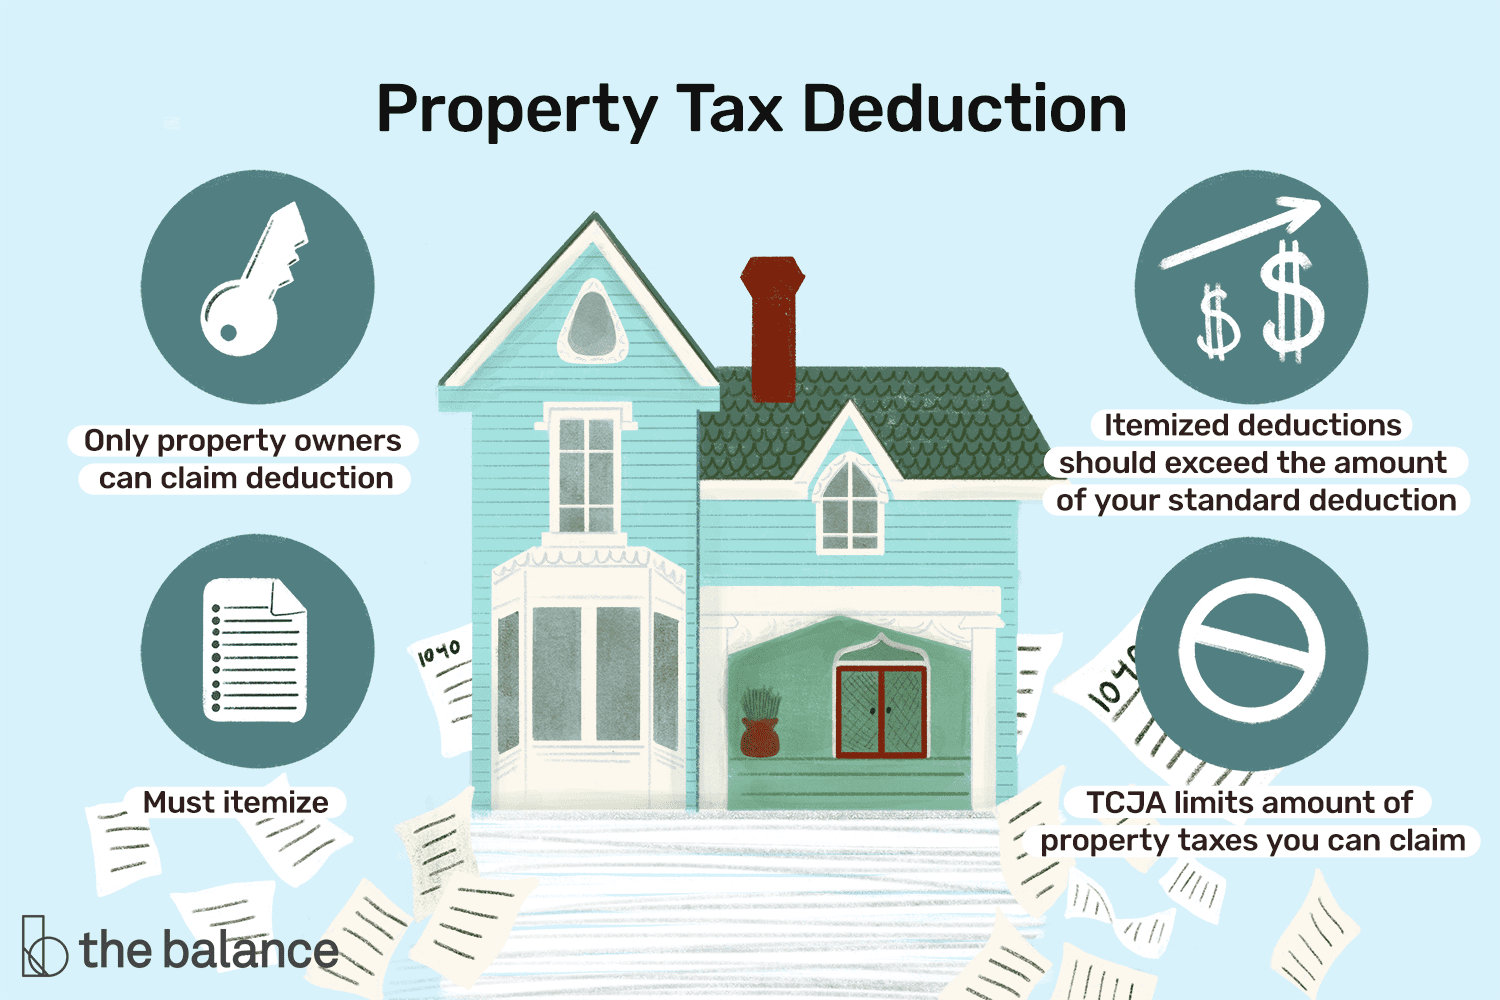 Property Tax Deduction
Only property owners
can claim deduction
Itemized deductions
should exceed the amount
of your standard deduction
1040
1040
Must itemize
TCJA limits amount of
property taxes you can claim
the balance